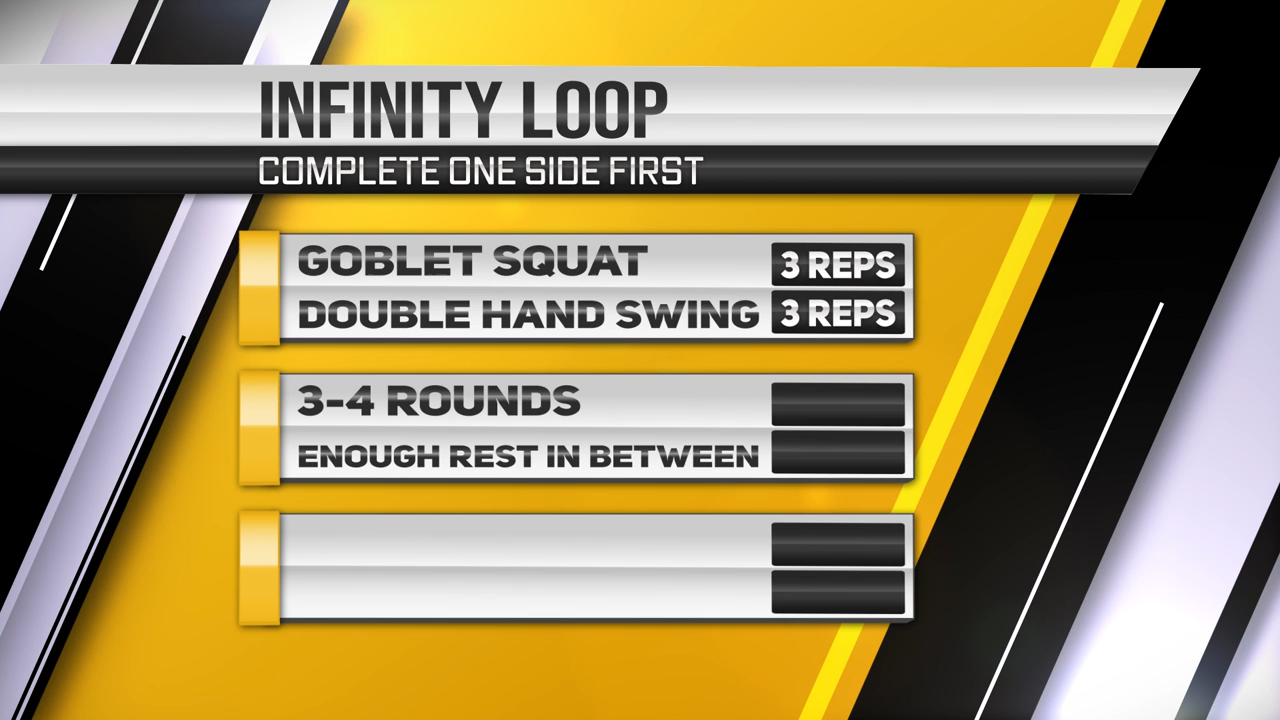 INFINITY LOOP
COMPLETE ONE SIDE FIRST
GOBLET SQUAT 3 REPS
DOUBLE HAND SWING 3 REPS
3-4 ROUNDS
ENOUGH REST IN BETWEEN